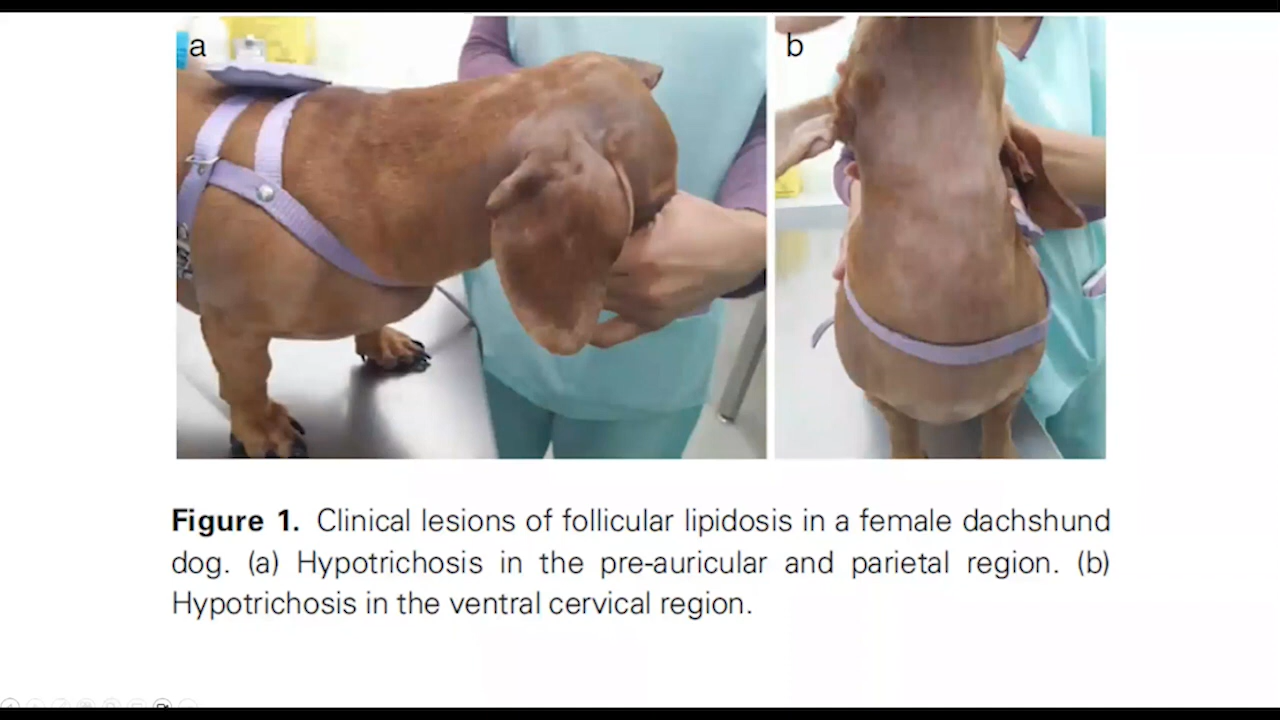 a
b
Figure 1. Clinical lesions of follicular lipidosis in a female dachshund
dog. (a) Hypotrichosis in the pre-auricular and parietal region. (b)
Hypotrichosis in the ventral cervical region.